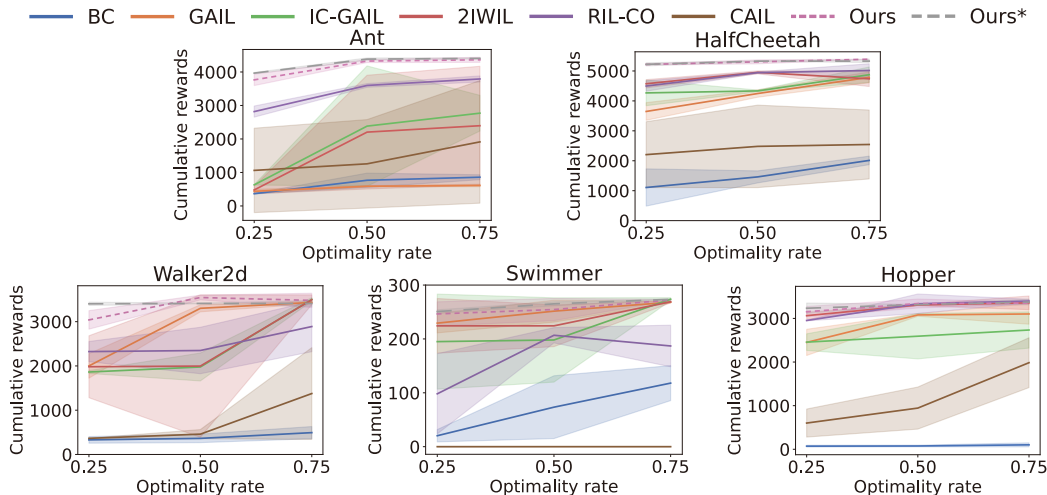 BC GAIL IC-GAIL 2IWIL RIL-CO CAIL Ours Ours*
Ant
Cumulative rewards
4000
3000
2000
1000
0
0.25 0.50 0.75
Optimality rate
HalfCheetah
Cumulative rewards
5000
4000
3000
2000
1000
0
0.25 0.50 0.75
Optimality rate
Walker2d
Cumulative rewards
3000
2000
1000
0
0.25 0.50 0.75
Optimality rate
Swimmer
Cumulative rewards
300
200
100
0
0.25 0.50 0.75
Optimality rate
Hopper
Cumulative rewards
3000
2000
1000
0
0.25 0.50 0.75
Optimality rate